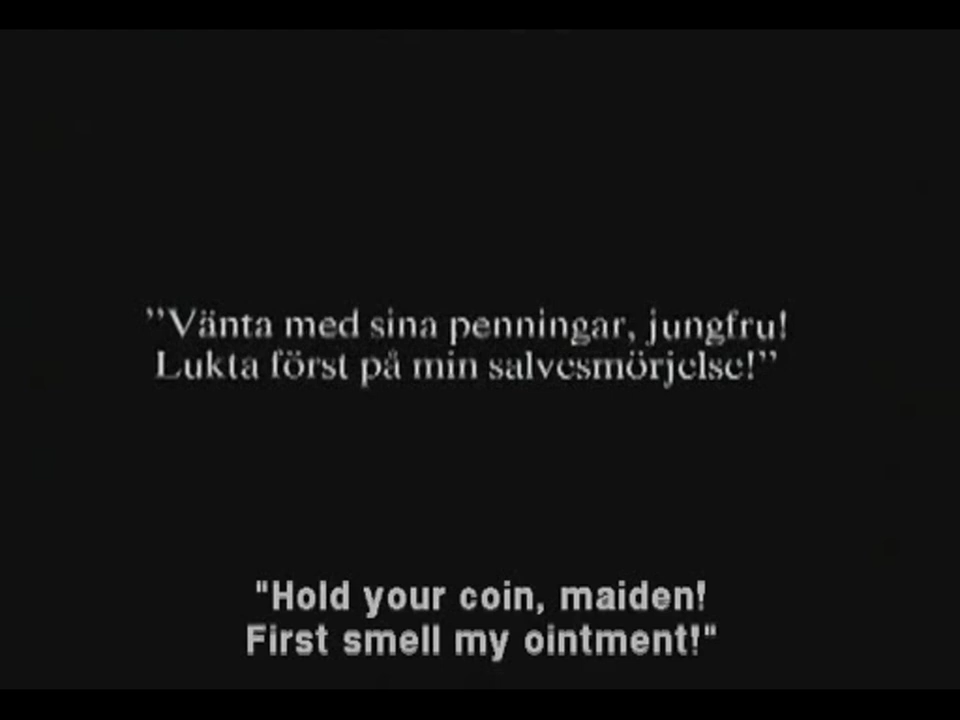 ”Vänta med sina penningar, jungfru!
Lukta först på min salvesmörjelse!”
"Hold your coin, maiden!
First smell my ointment!"